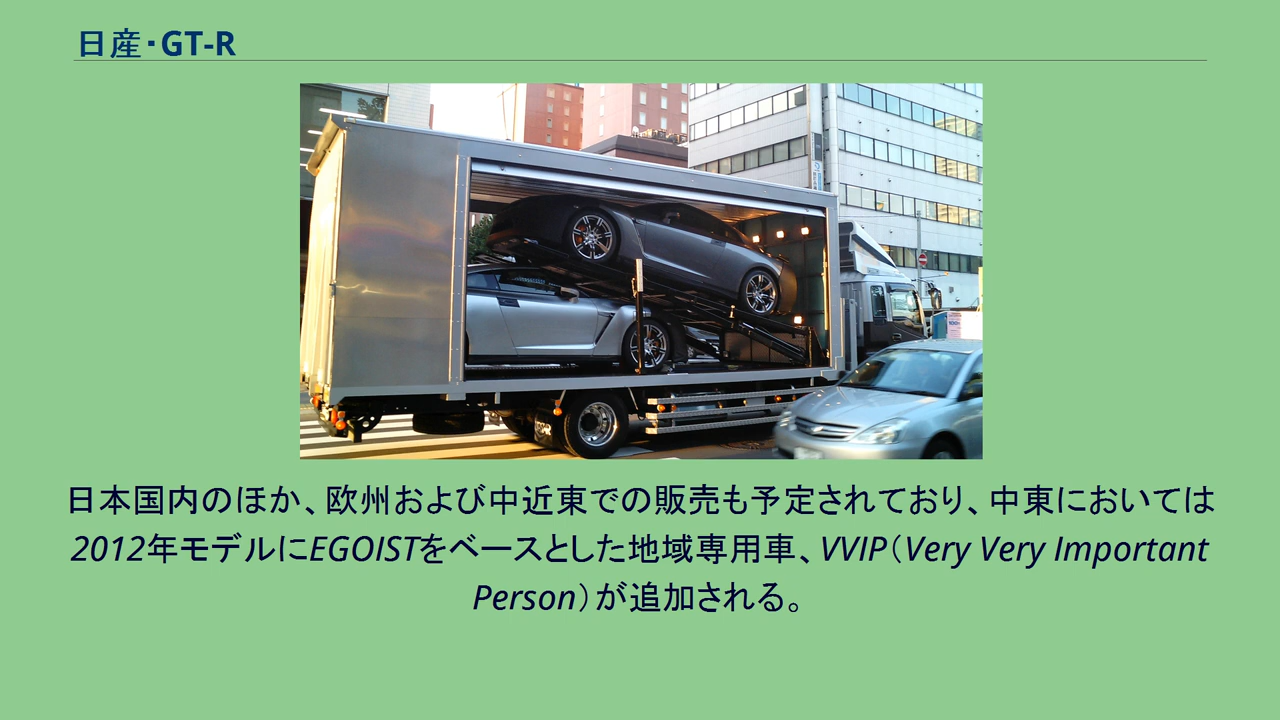 日産・GT-R
日本国内のほか、欧州および中近東での販売も予定されており、中東においては
2012年モデルにEGOISTをベースとした地域専用車、VVIP（Very Very Important
Person）が追加される。